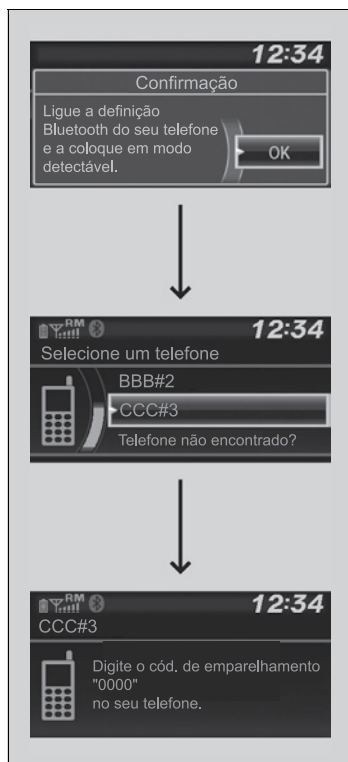 12:34
Confirmação
Ligue a definição
Bluetooth do seu telefone
e a coloque em modo
detectável.
OK
RM
12:34
Selecione um telefone
BBB#2
CCC#3
Telefone não encontrado?
RM
12:34
CCC#3
Digite o cód. de emparelhamento
"0000"
no seu telefone.